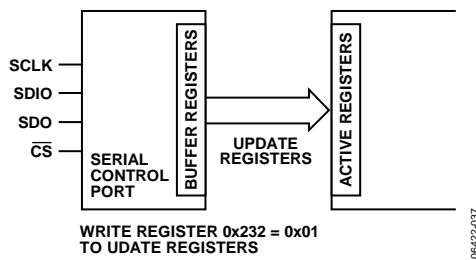 SCLK
SDIO
SDO
CS
SERIAL
CONTROL
PORT
BUFFER REGISTERS
UPDATE
REGISTERS
ACTIVE REGISTERS
WRITE REGISTER 0x232 = 0x01
TO UDATE REGISTERS
06422-037